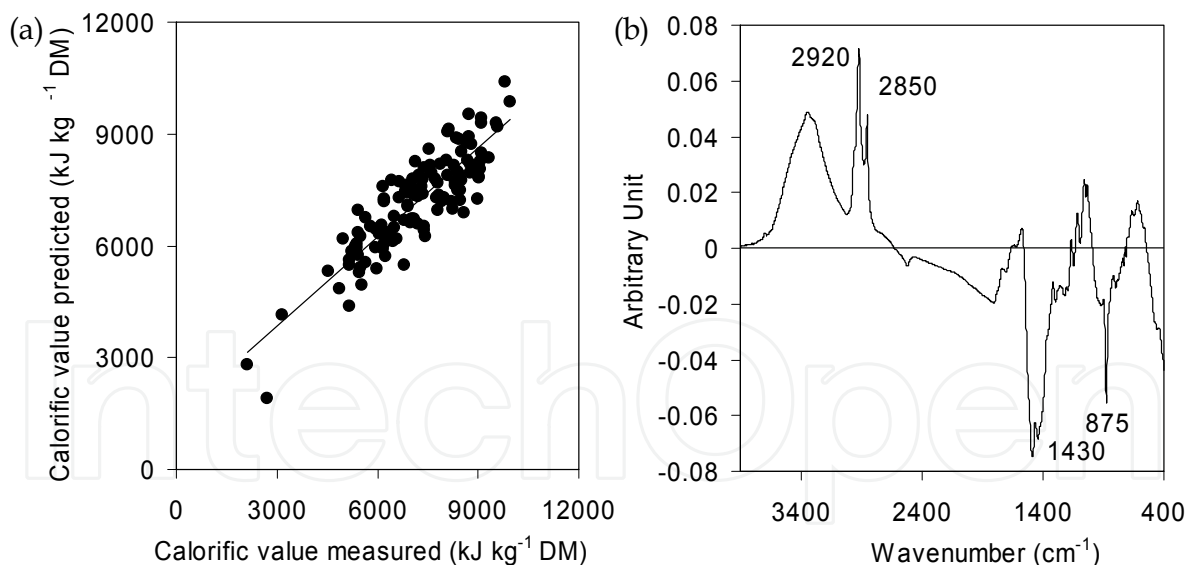 (a)
12000
9000
6000
3000
0
Calorific value predicted (kJ kg ⁻¹ DM)
0 3000 6000 9000 12000
Calorific value measured (kJ kg⁻¹ DM)
(b)
0.08
0.06
0.04
0.02
0
-0.02
-0.04
-0.06
-0.08
Arbitrary Unit
2920
2850
875
1430
3400 2400 1400 400
Wavenumber (cm⁻¹)
IntechOpen